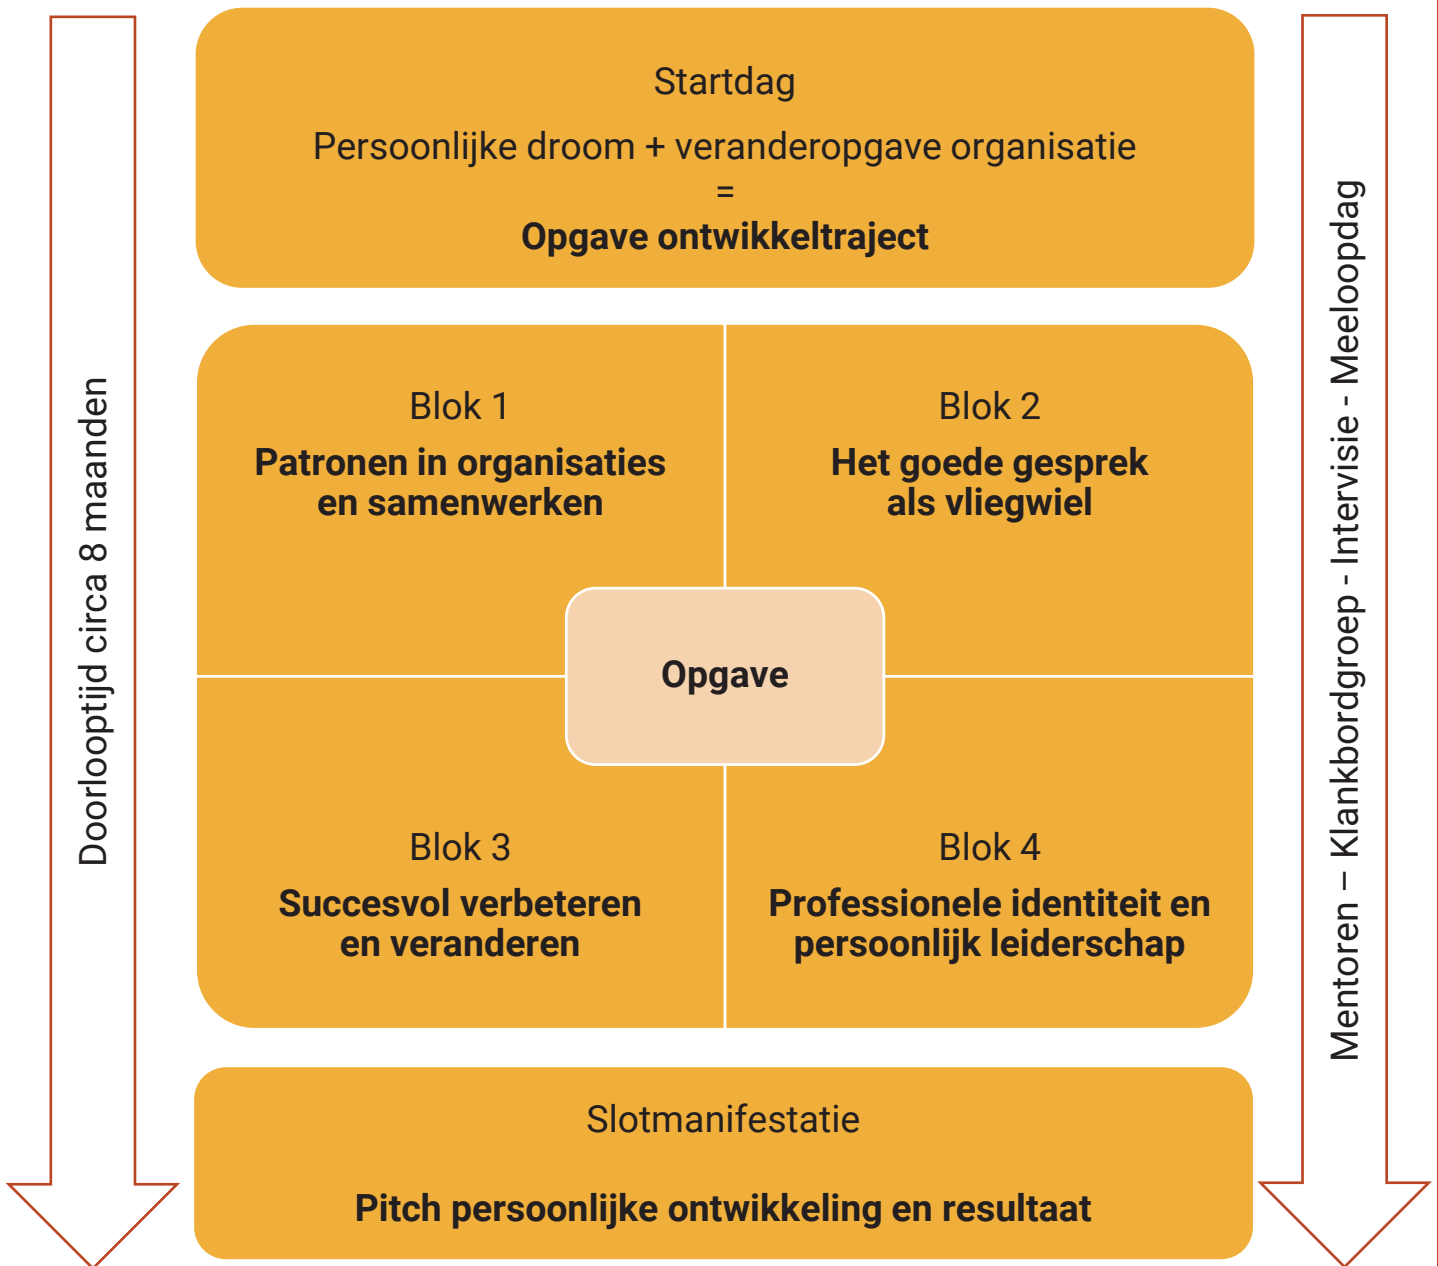 Startdag
Persoonlijke droom + veranderopgave organisatie
=
Opgave ontwikkeltraject
Doorlooptijd circa 8 maanden
Blok 1
Patronen in organisaties
en samenwerken
Blok 2
Het goede gesprek
als vliegwiel
Opgave
Blok 3
Succesvol verbeteren
en veranderen
Blok 4
Professionele identiteit en
persoonlijk leiderschap
Mentoren – Klankbordgroep - Intervisie - Meeloopdag
Slotmanifestatie
Pitch persoonlijke ontwikkeling en resultaat